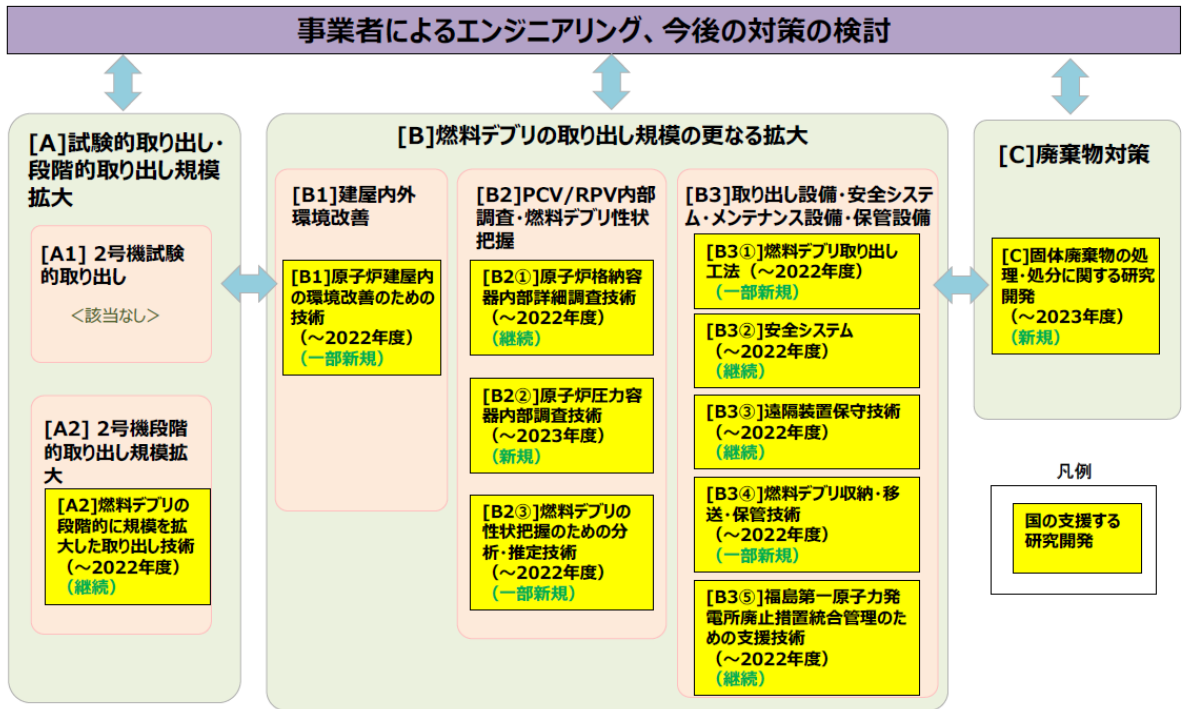 事業者によるエンジニアリング、今後の対策の検討
[A]試験的取り出し・
段階的取り出し規模
拡大
[A1] 2号機試験
的取り出し
＜該当なし＞
[A2] 2号機段階
的取り出し規模拡
大
[A2]燃料デブリの
段階的に規模を拡
大した取り出し技術
（～2022年度）
（継続）
[B]燃料デブリの取り出し規模の更なる拡大
[B1]建屋内外
環境改善
[B1]原子炉建屋内
の環境改善のための
技術
（～2022年度）
（一部新規）
[B2]PCV/RPV内部
調査・燃料デブリ性状
把握
[B2①]原子炉格納容
器内部詳細調査技術
（～2022年度）
（継続）
[B2②]原子炉圧力容
器内部調査技術
（～2023年度）
（新規）
[B2③]燃料デブリの
性状把握のための分
析・推定技術
（～2022年度）
（一部新規）
[B3]取り出し設備・安全システ
ム・メンテナンス設備・保管設備
[B3①]燃料デブリ取り出し
工法（～2022年度）
（一部新規）
[B3②]安全システム
（～2022年度）
（継続）
[B3③]遠隔装置保守技術
（～2022年度）
（継続）
[B3④]燃料デブリ収納・移
送・保管技術
（～2022年度）
（一部新規）
[B3⑤]福島第一原子力発
電所廃止措置統合管理のた
めの支援技術
（～2022年度）
（継続）
[C]廃棄物対策
[C]固体廃棄物の処
理・処分に関する研究
開発
（～2023年度）
（新規）
凡例
国の支援する
研究開発